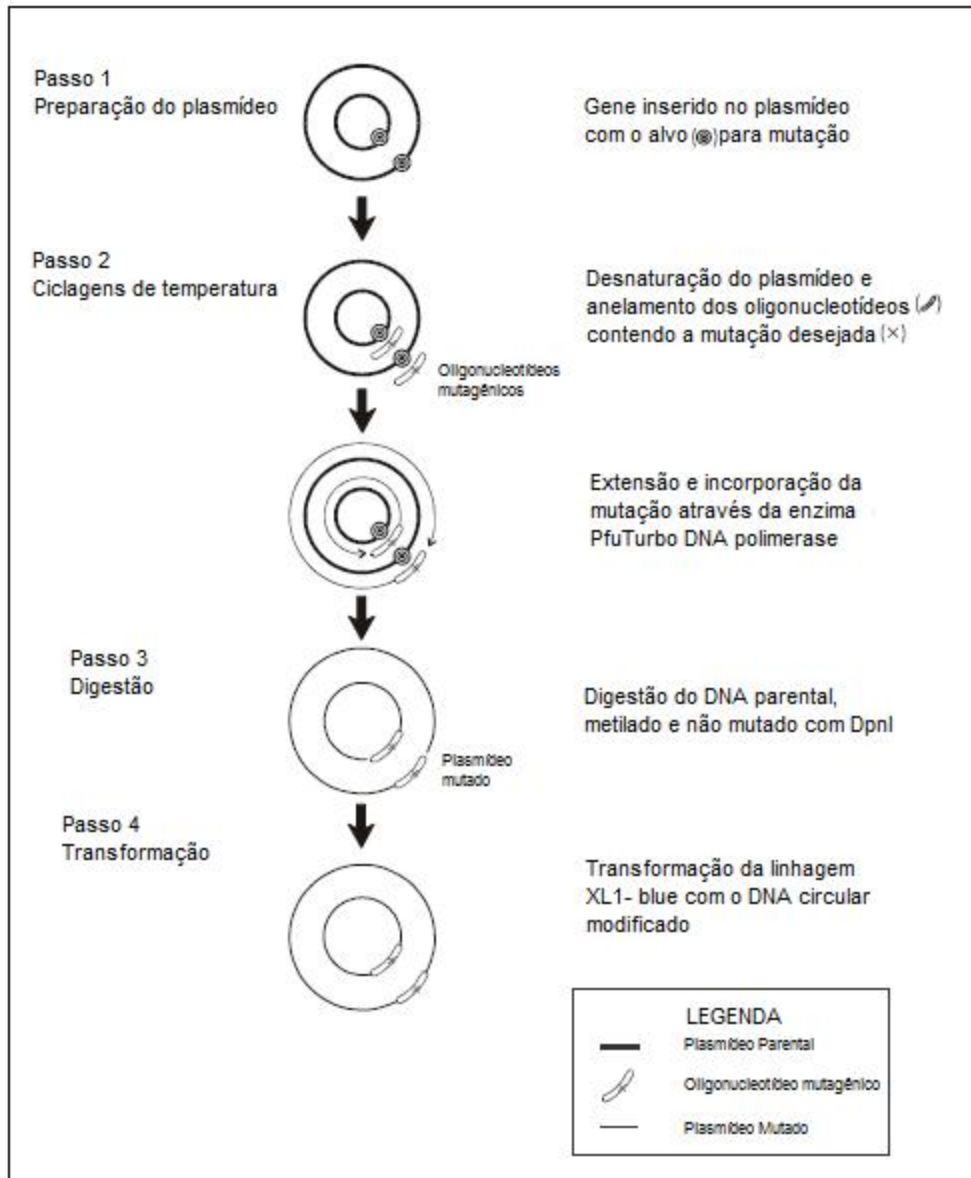 Passo 1
Preparação do plasmídeo
Gene inserido no plasmídeo
com o alvo (⊛) para mutação
Passo 2
Ciclagens de temperatura
Desnaturação do plasmídeo e
anelamento dos oligonucleotídeos ( )
contendo a mutação desejada (×)
Oligonucleotídeos
mutagênicos
Extensão e incorporação da
mutação através da enzima
PfuTurbo DNA polimerase
Passo 3
Digestão
Digestão do DNA parental,
metilado e não mutado com DpnI
Plasmídeo
mutado
Passo 4
Transformação
Transformação da linhagem
XL1- blue com o DNA circular
modificado
LEGENDA
Plasmídeo Parental
Oligonucleotídeo mutagênico
Plasmídeo Mutado